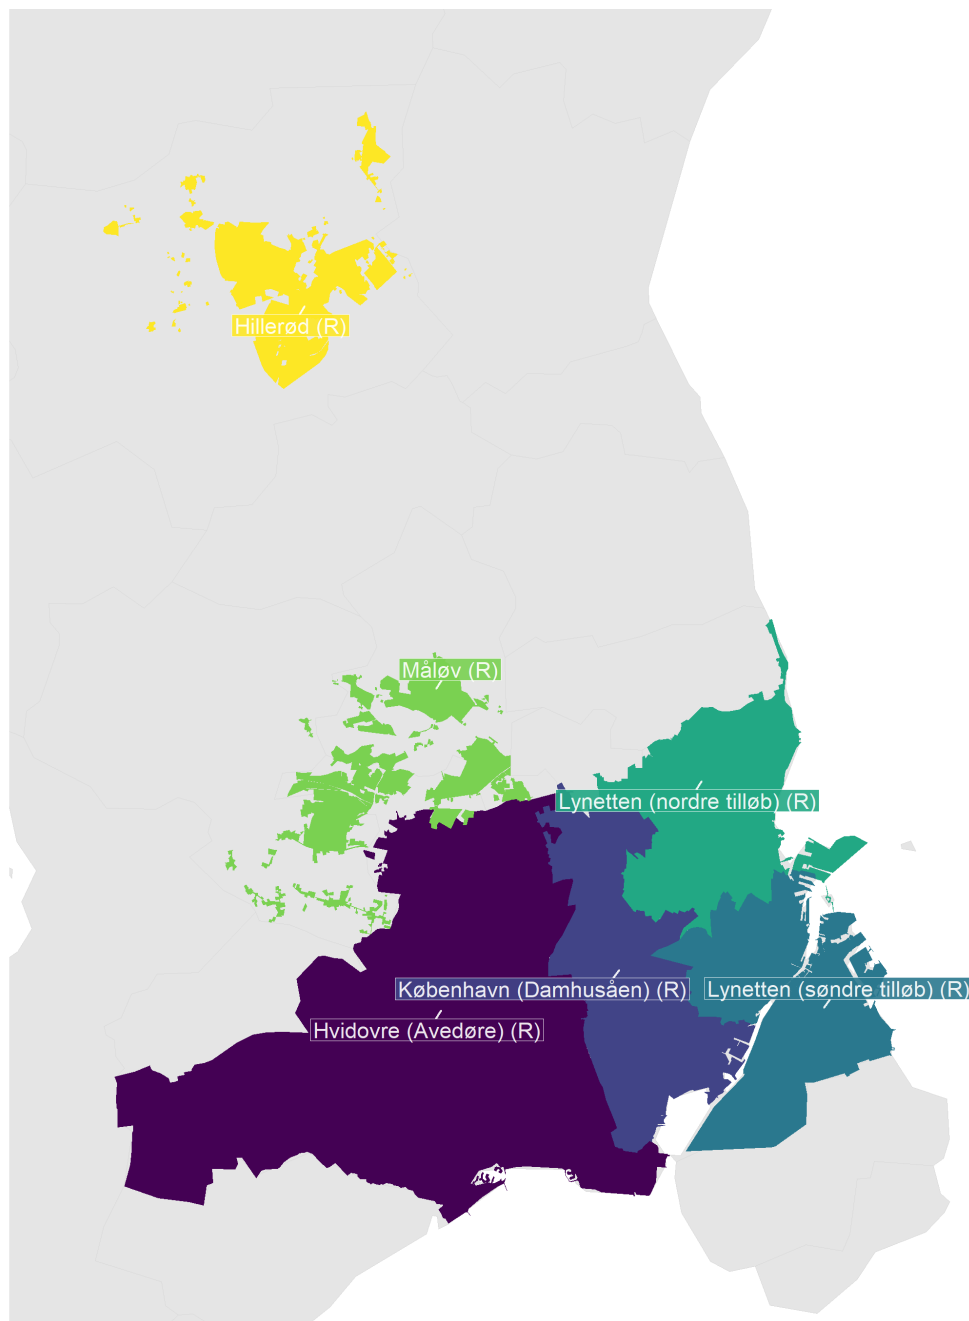 Hillerød (R)
Måløv (R)
Lynetten (nordre tilløb) (R)
København (Damhusåen) (R)
Lynetten (søndre tilløb) (R)
Hvidovre (Avedøre) (R)